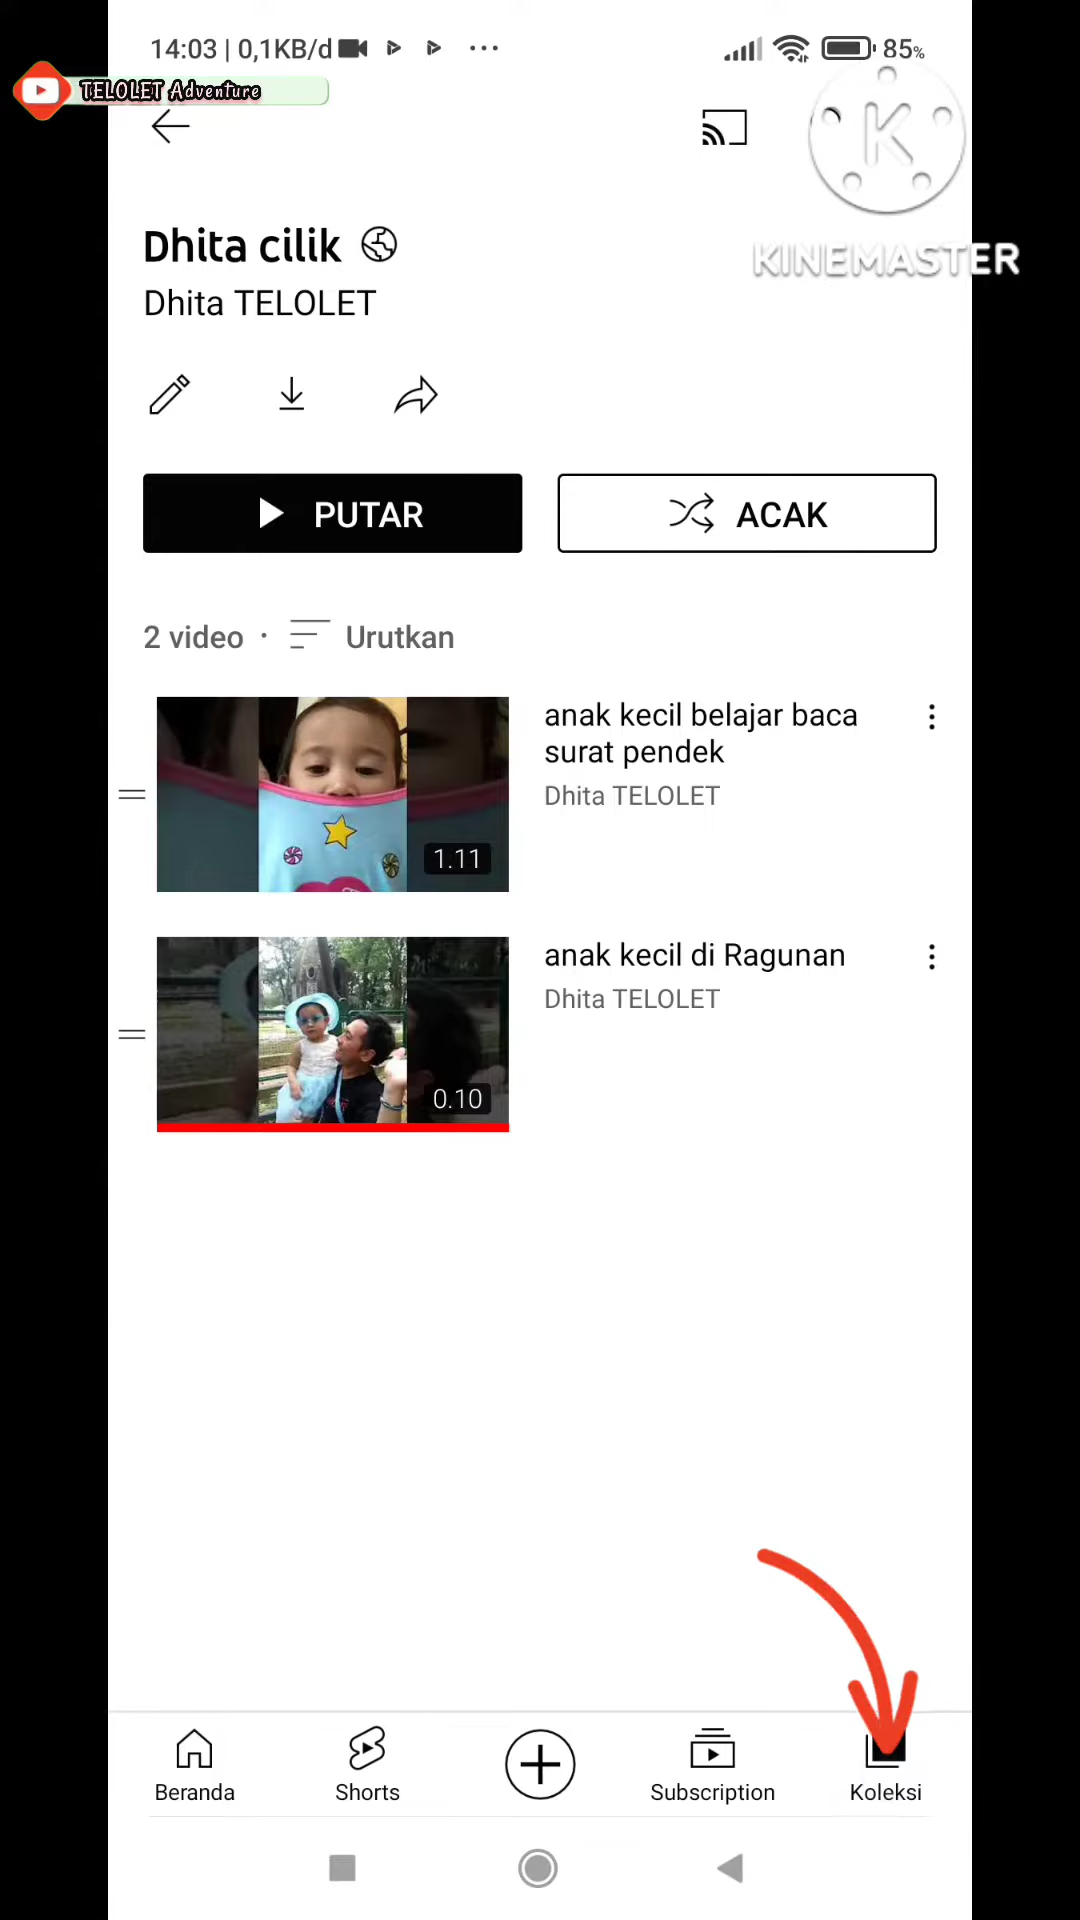 14:03 | 0,1KB/d
85%
TELOLET Adventure
K
KINEMASTER
Dhita cilik
Dhita TELOLET
PUTAR
ACAK
2 video · Urutkan
anak kecil belajar baca
surat pendek
Dhita TELOLET
1.11
anak kecil di Ragunan
Dhita TELOLET
0.10
Beranda
Shorts
Subscription
Koleksi